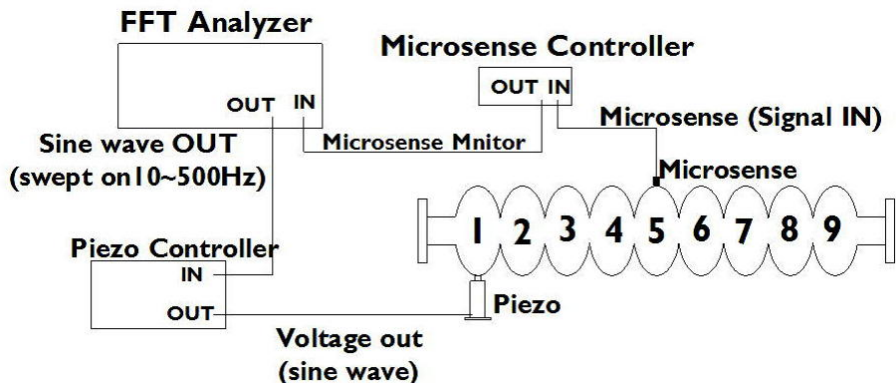 FFT Analyzer
OUT IN
Microsense Controller
OUT IN
Sine wave OUT
(swept on10~500Hz)
Microsense Mnitor
Microsense (Signal IN)
Microsense
1 2 3 4 5 6 7 8 9
Piezo Controller
IN
OUT
Piezo
Voltage out
(sine wave)